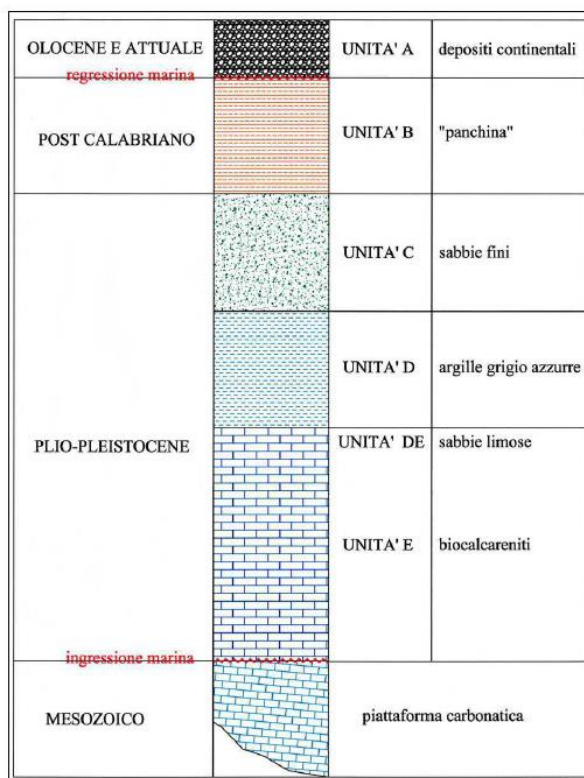 OLOCENE E ATTUALE UNITA' A depositi continentali
regressione marina
POST CALABRIANO UNITA' B "panchina"
UNITA' C sabbie fini
UNITA' D argille grigio azzurre
PLIO-PLEISTOCENE UNITA' DE sabbie limose
UNITA' E biocalcareniti
ingressione marina
MESOZOICO piattaforma carbonatica